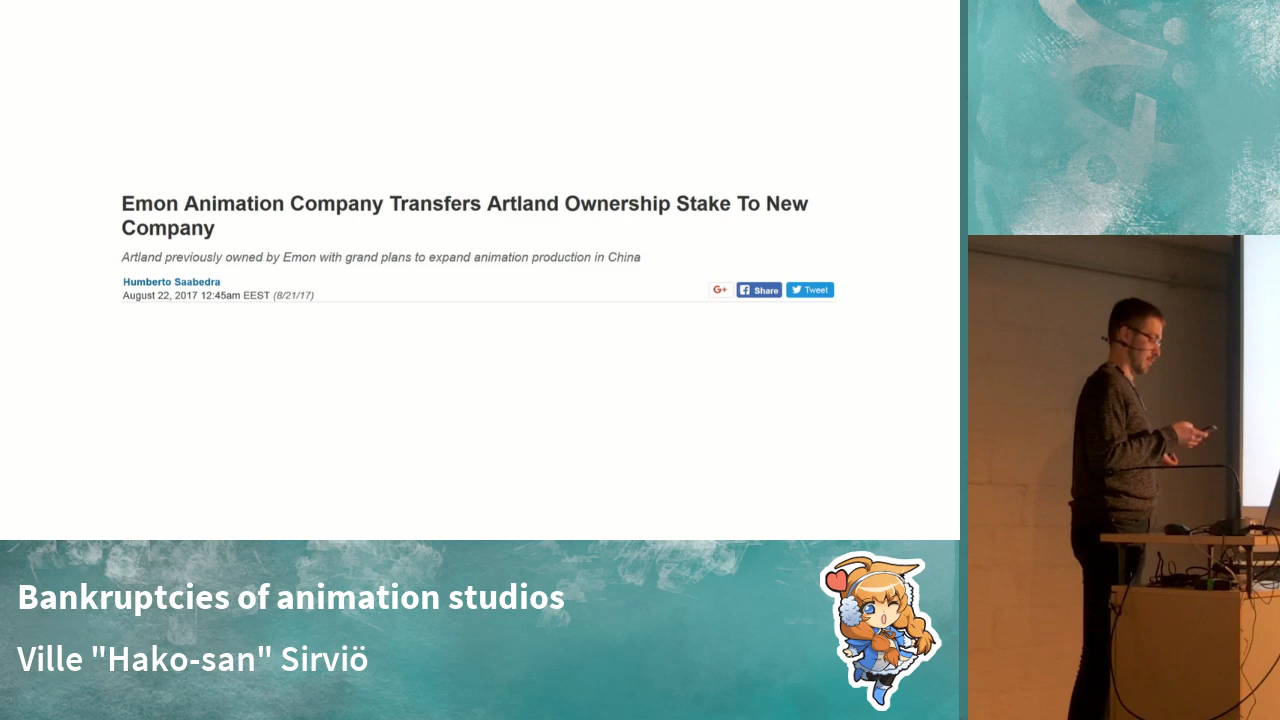 Emon Animation Company Transfers Artland Ownership Stake To New
Company
Artland previously owned by Emon with grand plans to expand animation production in China
Humberto Saabedra
August 22, 2017 12:45am EEST (8/21/17)
G+ Share Tweet
Bankruptcies of animation studios
Ville "Hako-san" Sirviö